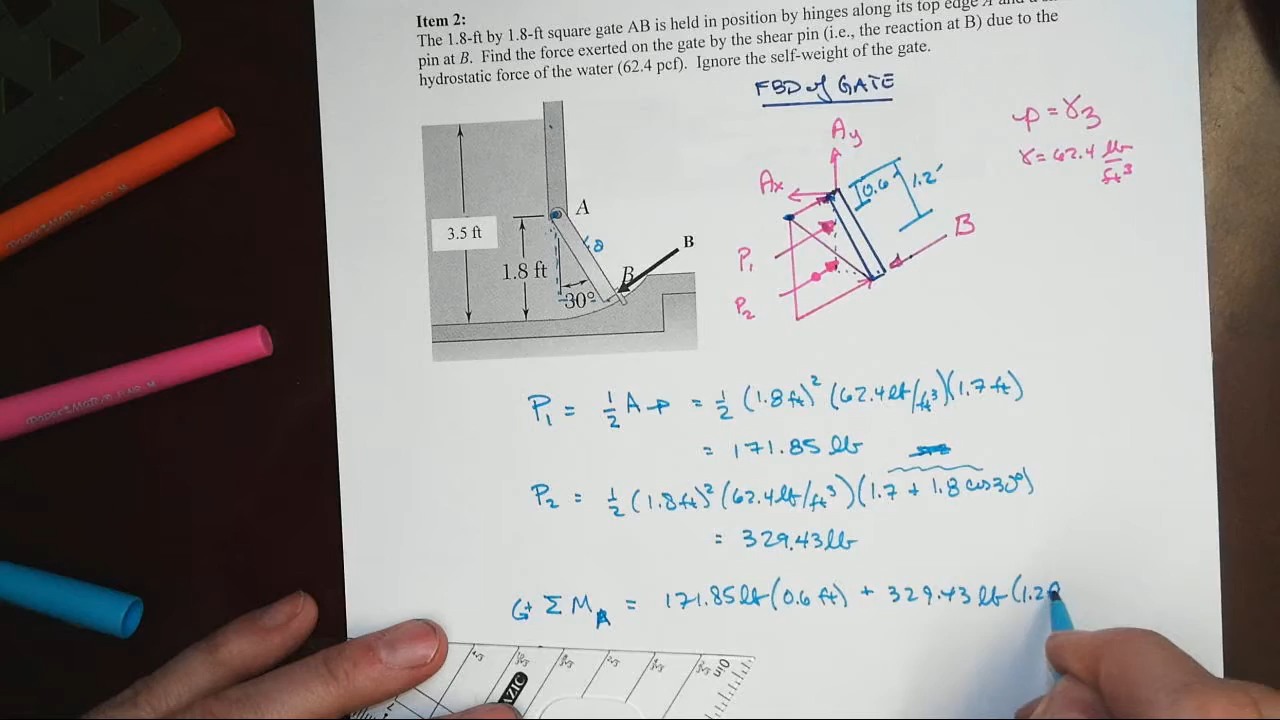 Item 2:
The 1.8-ft by 1.8-ft square gate AB is held in position by hinges along its top edge A and a
pin at B. Find the force exerted on the gate by the shear pin (i.e., the reaction at B) due to the
hydrostatic force of the water (62.4 pcf). Ignore the self-weight of the gate.
FBD of GATE
p = γz
γ = 62.4 lb/ft³
Ay
Ax
0.6'
1.2'
B
P₁
P₂
A
3.5 ft
1.8 ft
B
B
30°
P₁ = 1/2 A p = 1/2 (1.8 ft)² (62.4 lb/ft³)(1.7 ft)
= 171.85 lb
P₂ = 1/2 (1.8 ft)² (62.4 lb/ft³)(1.7 + 1.8 cos 30°)
= 329.43 lb
ΣM_A = 171.85 lb (0.6 ft) + 329.43 lb (1.2